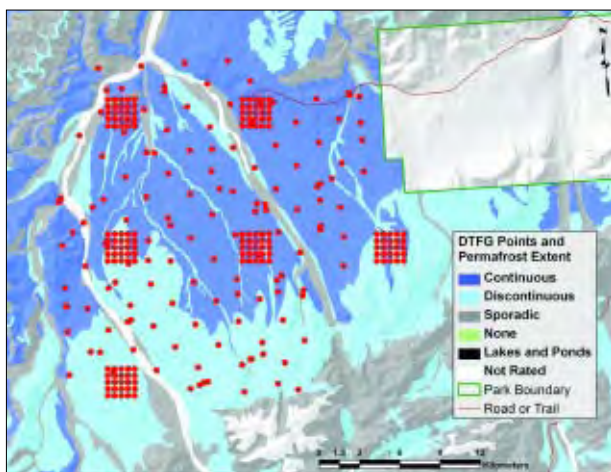 DTFG Points and
Permafrost Extent
Continuous
Discontinuous
Sporadic
None
Lakes and Ponds
Not Rated
Park Boundary
Road or Trail
Kilometers